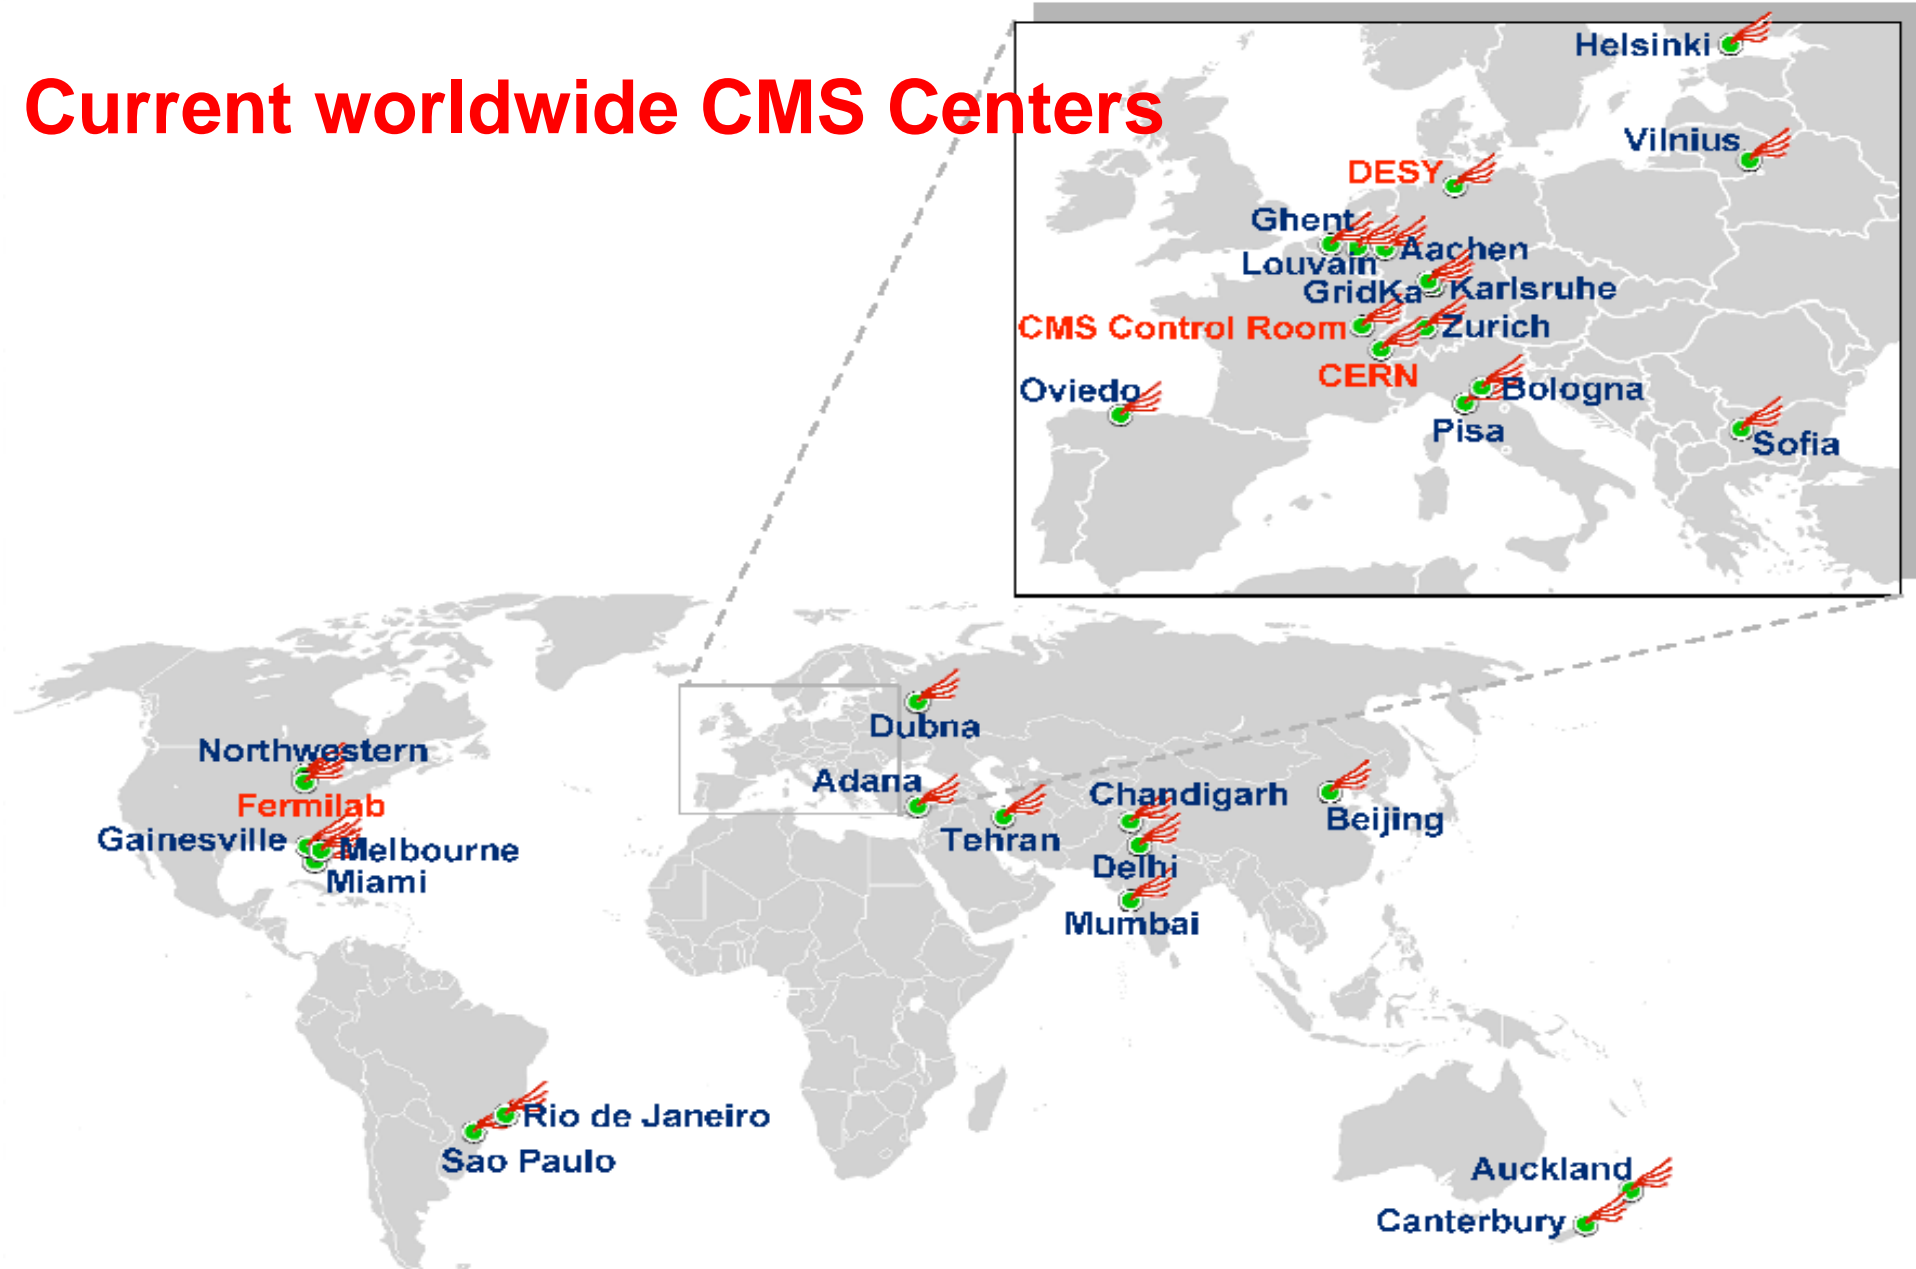 Current worldwide CMS Centers
Helsinki
Vilnius
DESY
Ghent
Aachen
Louvain
GridKa
Karlsruhe
CMS Control Room
Zurich
CERN
Oviedo
Bologna
Pisa
Sofia
Dubna
Northwestern
Adana
Chandigarh
Fermilab
Beijing
Gainesville
Tehran
Melbourne
Delhi
Miami
Mumbai
Rio de Janeiro
Sao Paulo
Auckland
Canterbury